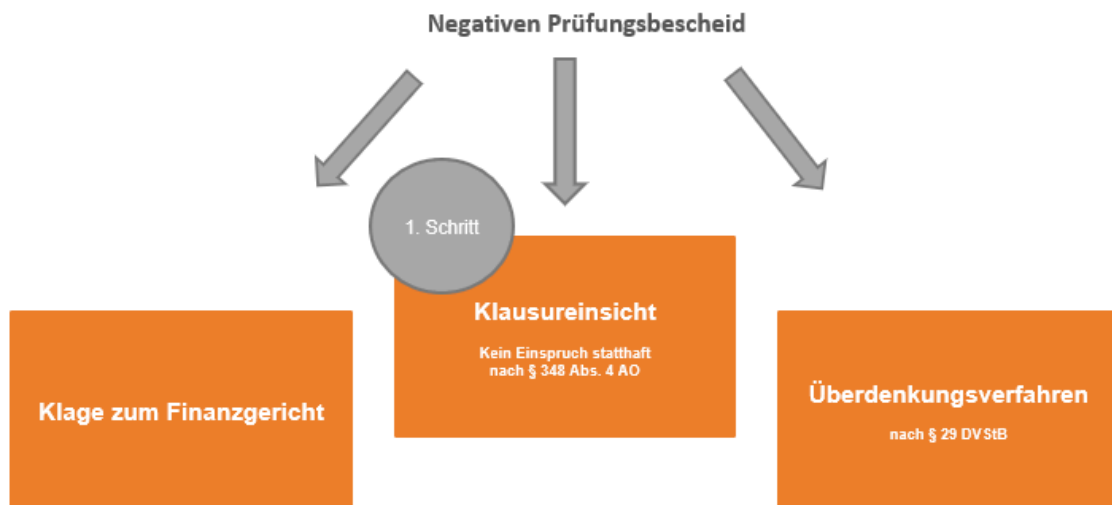 Negativen Prüfungsbescheid
1. Schritt
Klausureinsicht
Kein Einspruch statthaft
nach § 348 Abs. 4 AO
Klage zum Finanzgericht
Überdenkungsverfahren
nach § 29 DVStB